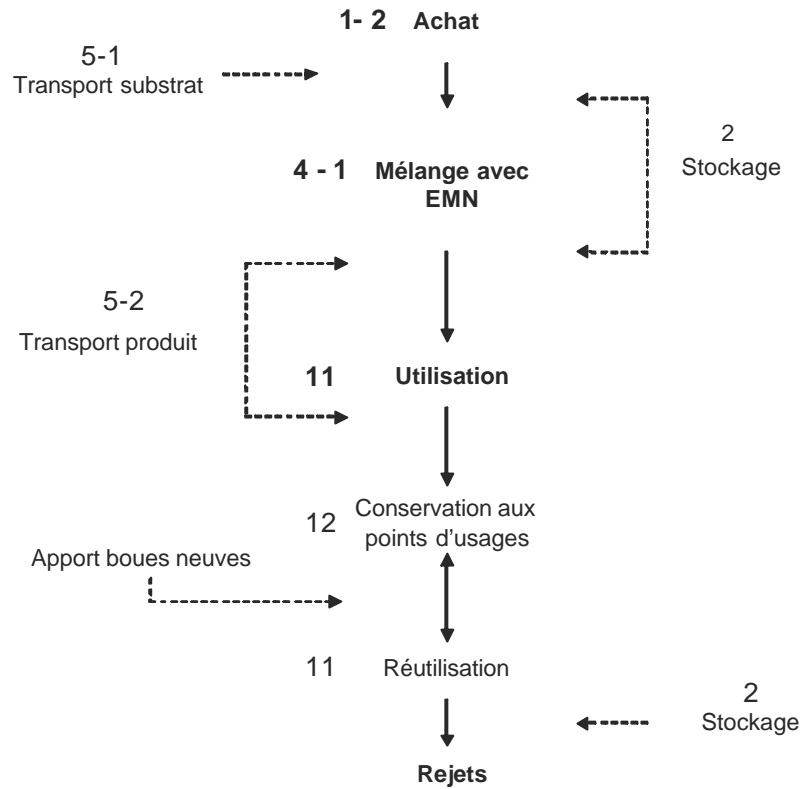 1- 2 Achat
5-1
Transport substrat
2
Stockage
4 - 1 Mélange avec
EMN
5-2
Transport produit
11 Utilisation
12 Conservation aux
points d'usages
Apport boues neuves
11 Réutilisation
2
Stockage
Rejets